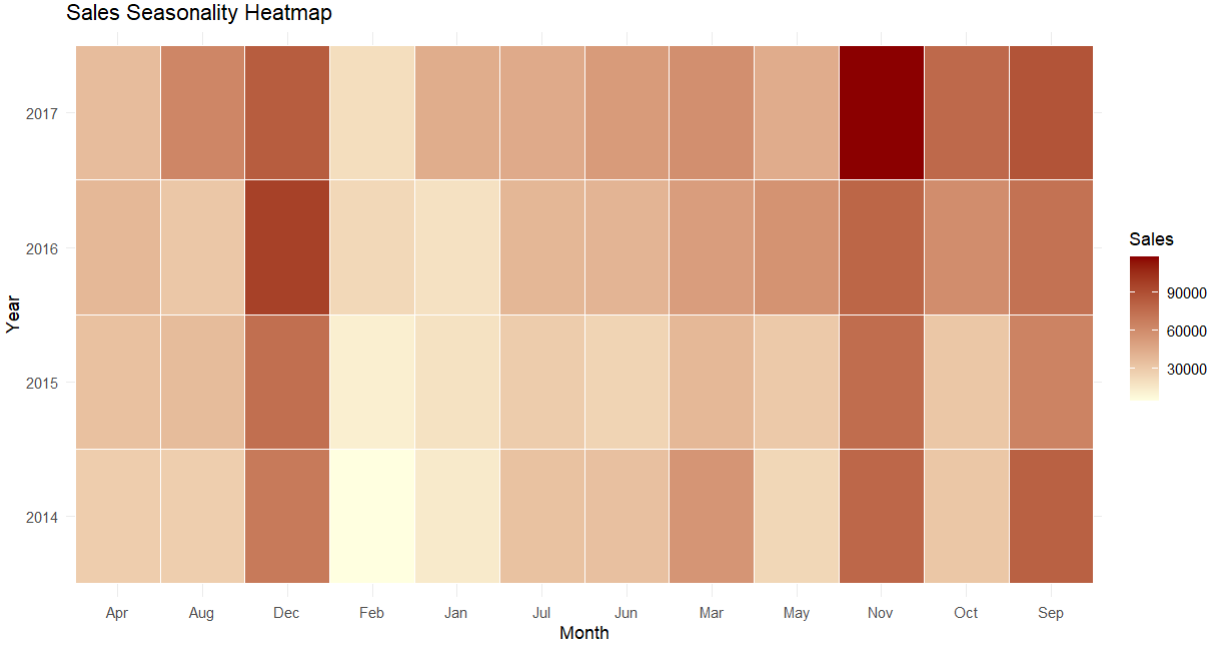 Sales Seasonality Heatmap
Year
2017
2016
2015
2014
Apr Aug Dec Feb Jan Jul Jun Mar May Nov Oct Sep
Month
Sales
90000
60000
30000